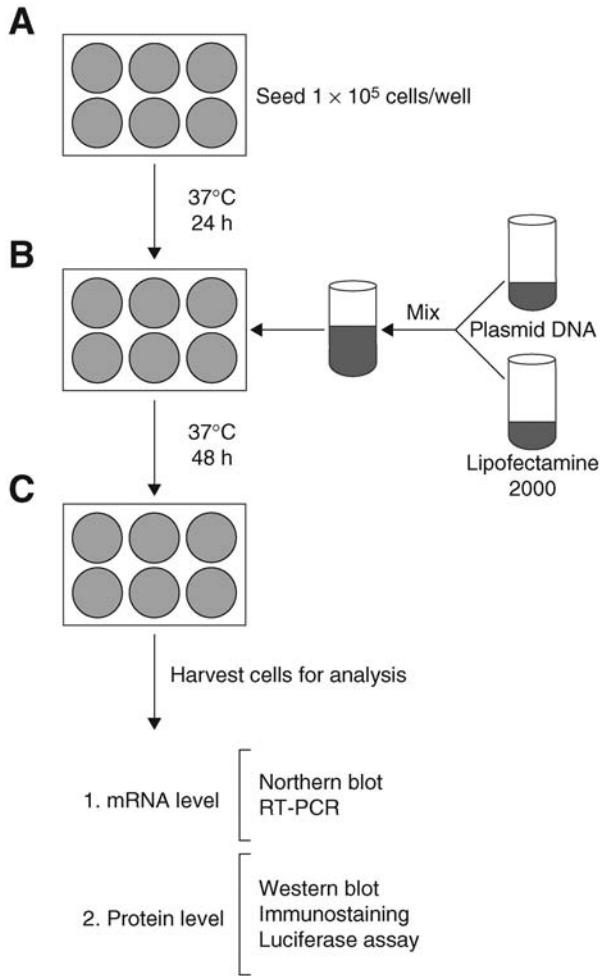 A
Seed 1 × 10⁵ cells/well
37°C
24 h
B
Mix
Plasmid DNA
Lipofectamine
2000
37°C
48 h
C
Harvest cells for analysis
1. mRNA level
Northern blot
RT-PCR
2. Protein level
Western blot
Immunostaining
Luciferase assay